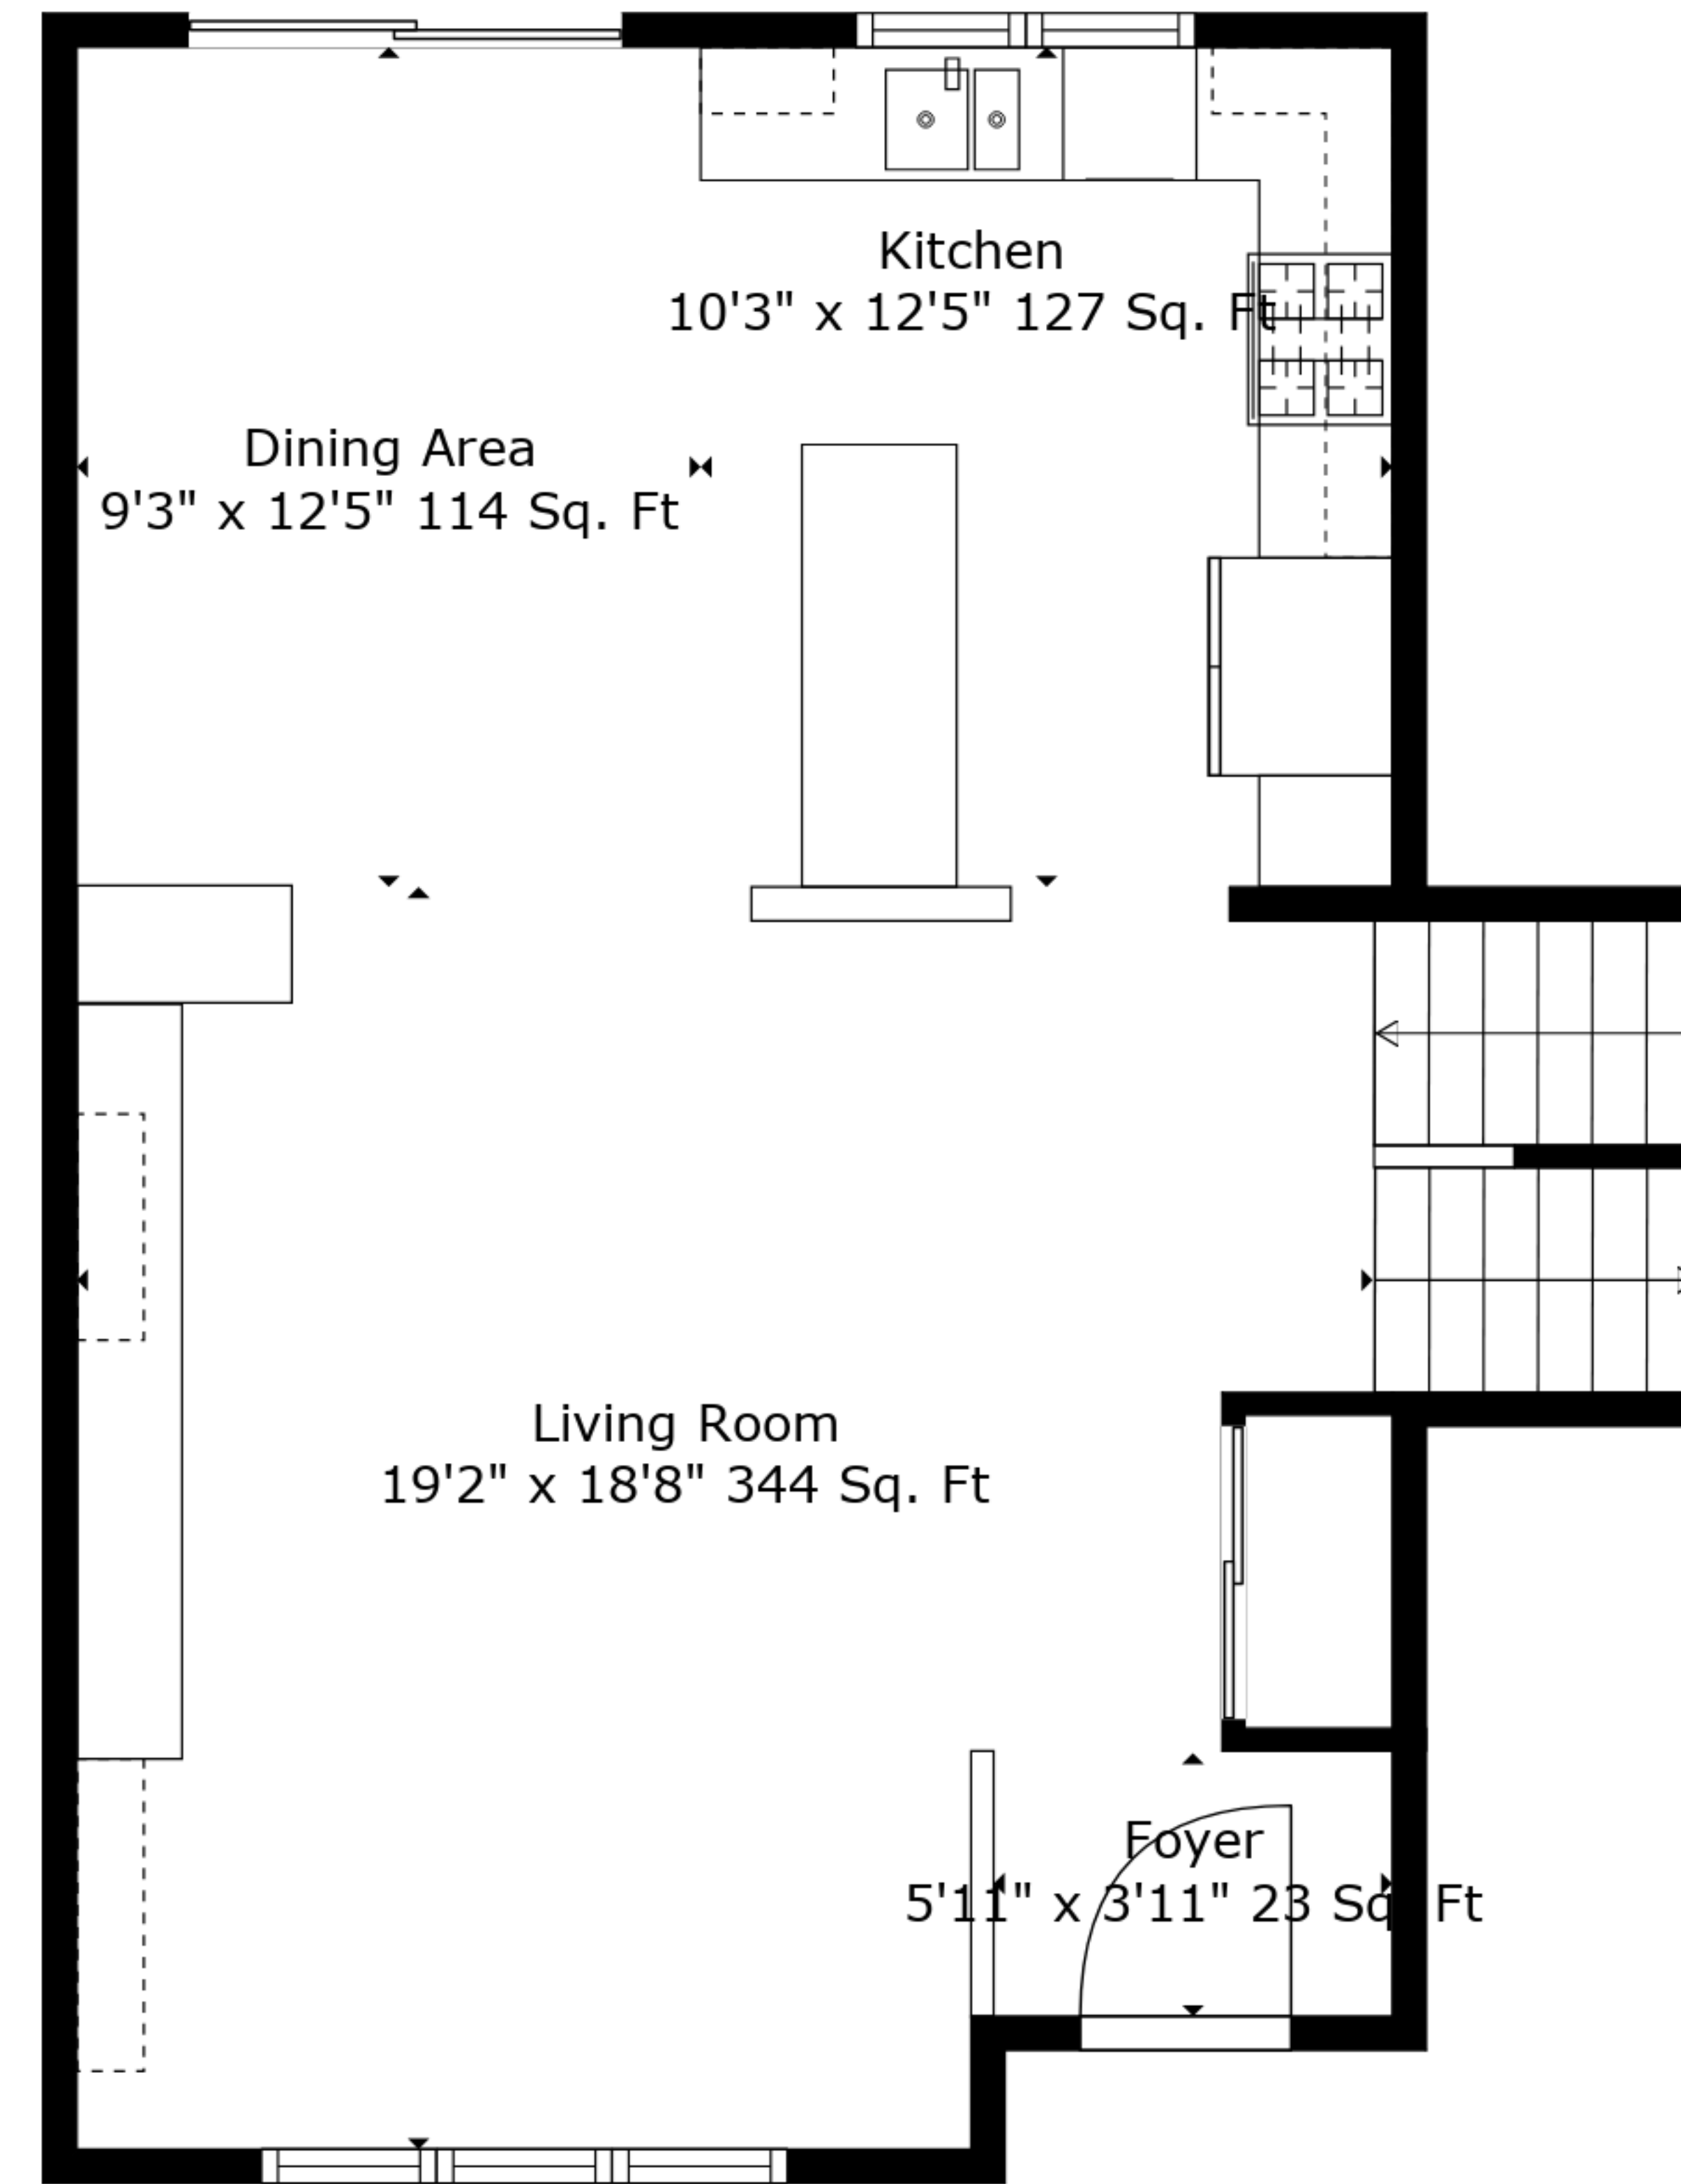 Kitchen
10'3" x 12'5" 127 Sq. Ft
Dining Area
9'3" x 12'5" 114 Sq. Ft
Living Room
19'2" x 18'8" 344 Sq. Ft
Foyer
5'11" x 3'11" 23 Sq. Ft